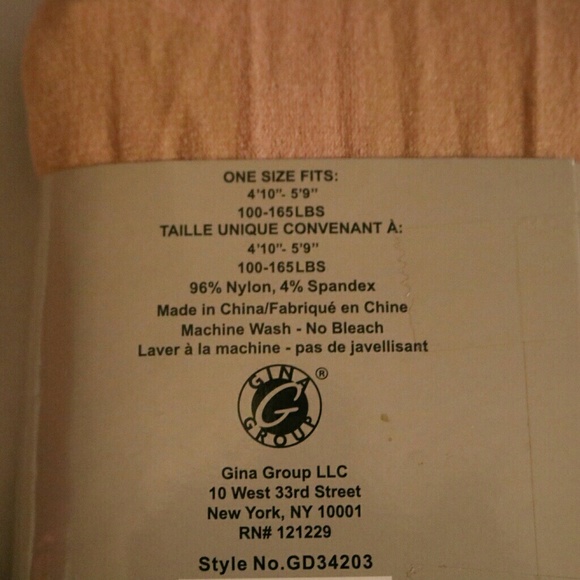 ONE SIZE FITS:
4'10"- 5'9"
100-165LBS
TAILLE UNIQUE CONVENANT À:
4'10"- 5'9"
100-165LBS
96% Nylon, 4% Spandex
Made in China/Fabriqué en Chine
Machine Wash - No Bleach
Laver à la machine - pas de javellisant
GINA ®
G
GROUP
Gina Group LLC
10 West 33rd Street
New York, NY 10001
RN# 121229
Style No.GD34203